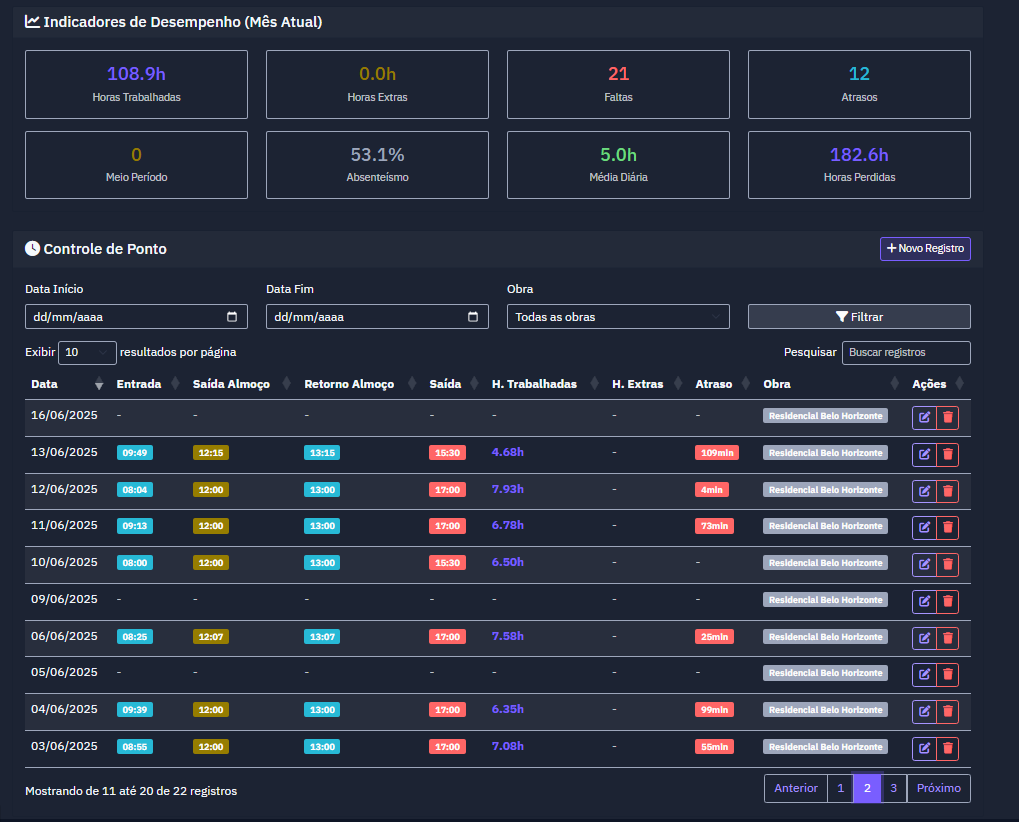 Indicadores de Desempenho (Mês Atual)
108.9h
Horas Trabalhadas
0.0h
Horas Extras
21
Faltas
12
Atrasos
0
Meio Período
53.1%
Absenteísmo
5.0h
Média Diária
182.6h
Horas Perdidas
Controle de Ponto
+ Novo Registro
Data Início
Data Fim
Obra
dd/mm/aaaa
dd/mm/aaaa
Todas as obras
Filtrar
Exibir 10 resultados por página
Pesquisar Buscar registros
Data Entrada Saída Almoço Retorno Almoço Saída H. Trabalhadas H. Extras Atraso Obra Ações
16/06/2025 - - - - - - - Residencial Belo Horizonte
13/06/2025 09:49 12:15 13:15 15:30 4.68h - 109min Residencial Belo Horizonte
12/06/2025 08:04 12:00 13:00 17:00 7.93h - 4min Residencial Belo Horizonte
11/06/2025 09:13 12:00 13:00 17:00 6.78h - 73min Residencial Belo Horizonte
10/06/2025 08:00 12:00 13:00 15:30 6.50h - - Residencial Belo Horizonte
09/06/2025 - - - - - - - Residencial Belo Horizonte
06/06/2025 08:25 12:07 13:07 17:00 7.58h - 25min Residencial Belo Horizonte
05/06/2025 - - - - - - - Residencial Belo Horizonte
04/06/2025 09:39 12:00 13:00 17:00 6.35h - 99min Residencial Belo Horizonte
03/06/2025 08:55 12:00 13:00 17:00 7.08h - 55min Residencial Belo Horizonte
Mostrando de 11 até 20 de 22 registros
Anterior 1 2 3 Próximo